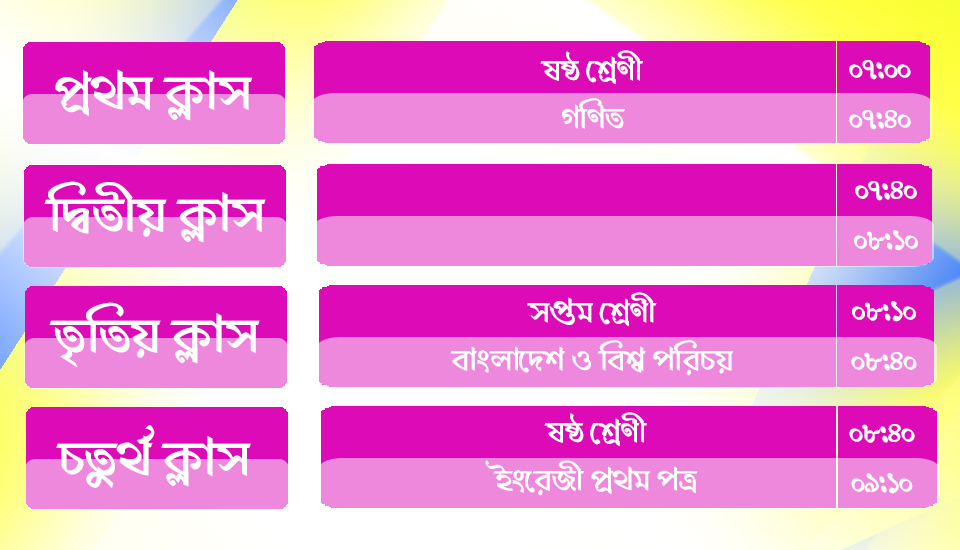 প্রথম ক্লাস
ষষ্ঠ শ্রেণী
০৭:০০
গণিত
০৭:৪০
দ্বিতীয় ক্লাস
০৭:৪০
০৮:১০
তৃতিয় ক্লাস
সপ্তম শ্রেণী
০৮:১০
বাংলাদেশ ও বিশ্ব পরিচয়
০৮:৪০
চতুর্থ ক্লাস
ষষ্ঠ শ্রেণী
০৮:৪০
ইংরেজী প্রথম পত্র
০৯:১০